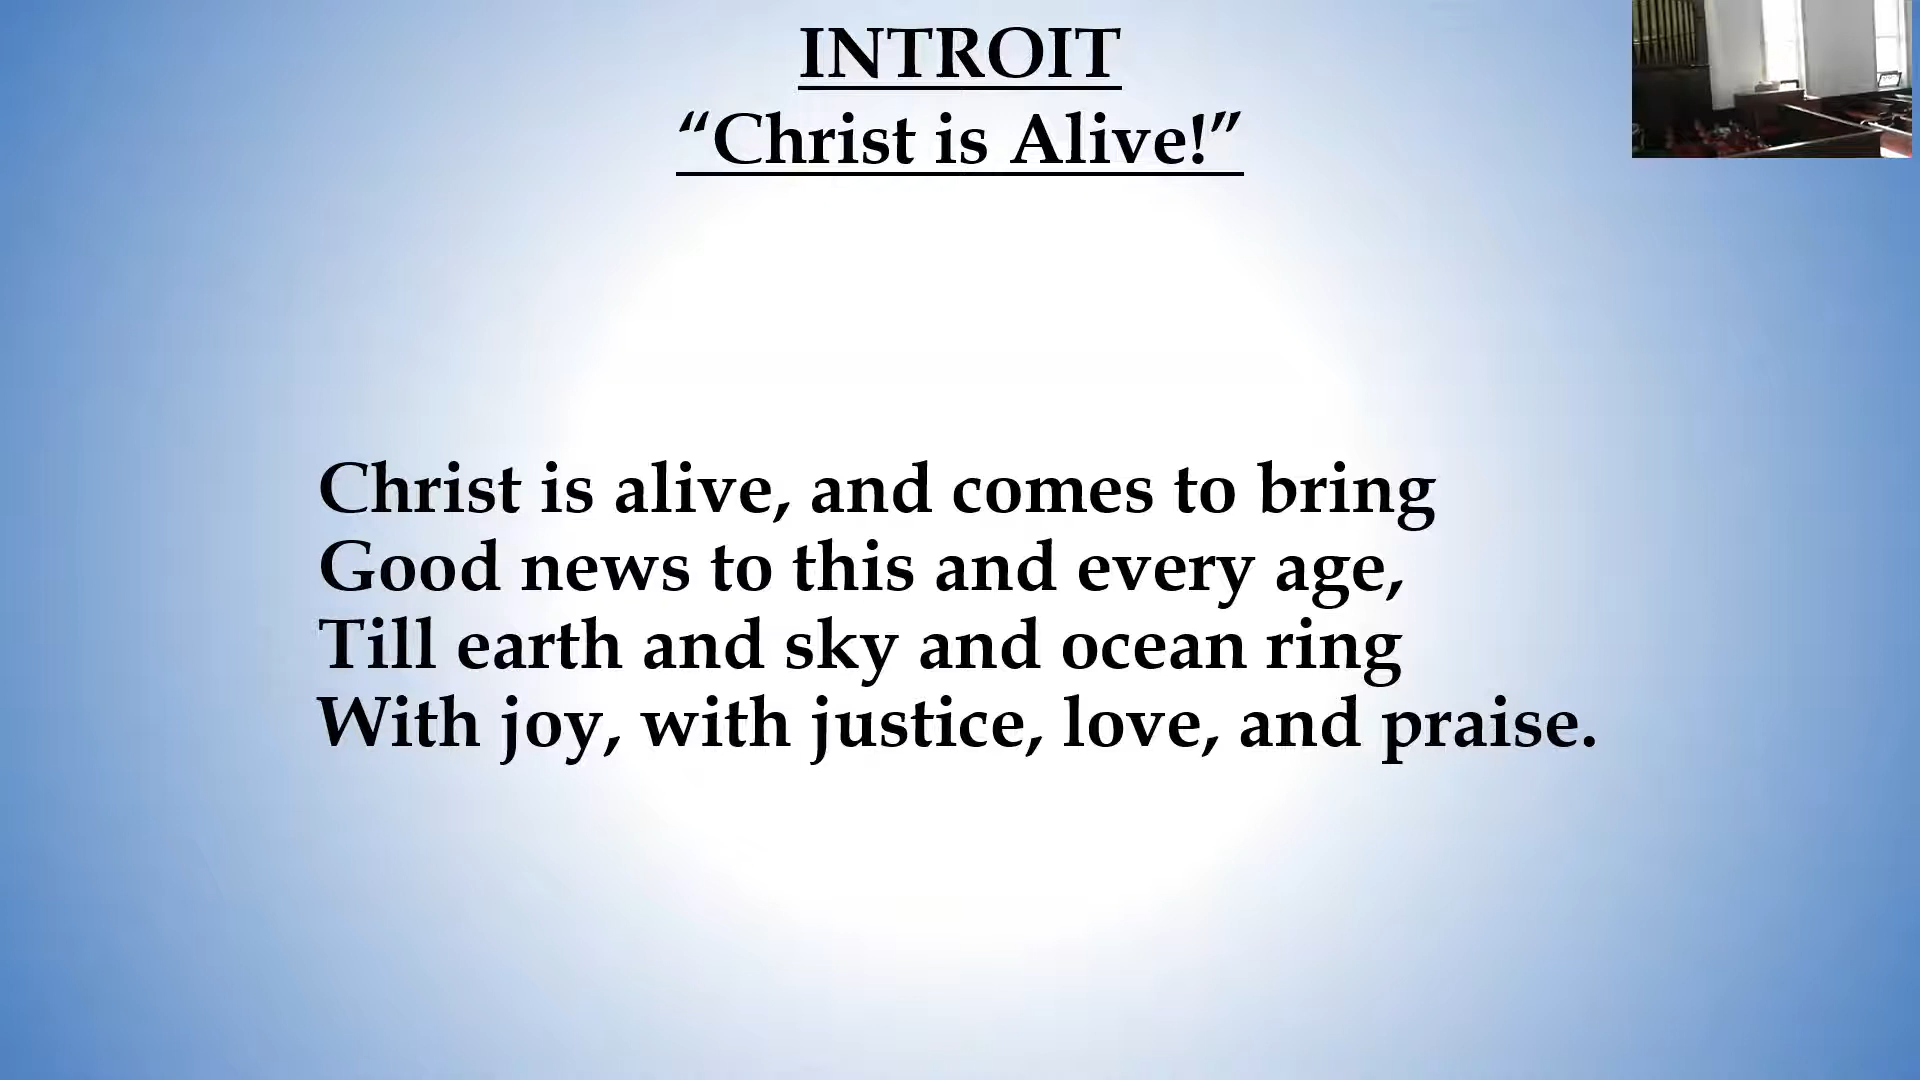 INTROIT
“Christ is Alive!”
Christ is alive, and comes to bring
Good news to this and every age,
Till earth and sky and ocean ring
With joy, with justice, love, and praise.